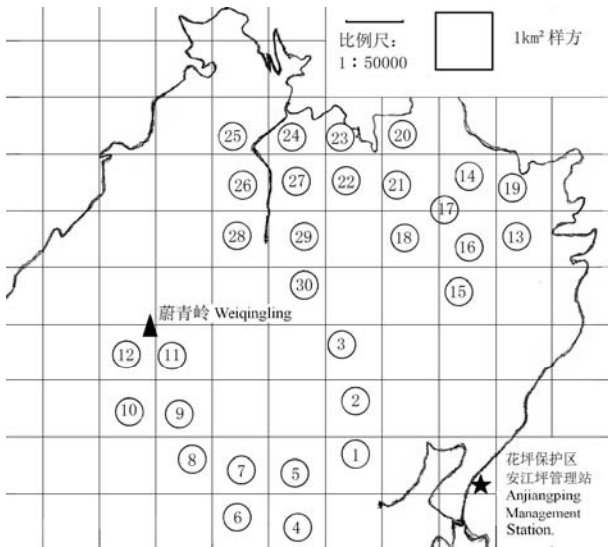 比例尺:
1:50000
1km² 样方
25 24 23 20
26 27 22 21 14 19
17
28 29 18 16 13
30 15
蔚青岭 Weiqingling
12 11 3
10 9 2
8 7 5 1
6 4
花坪保护区
安江坪管理站
Anjiangping
Management
Station.